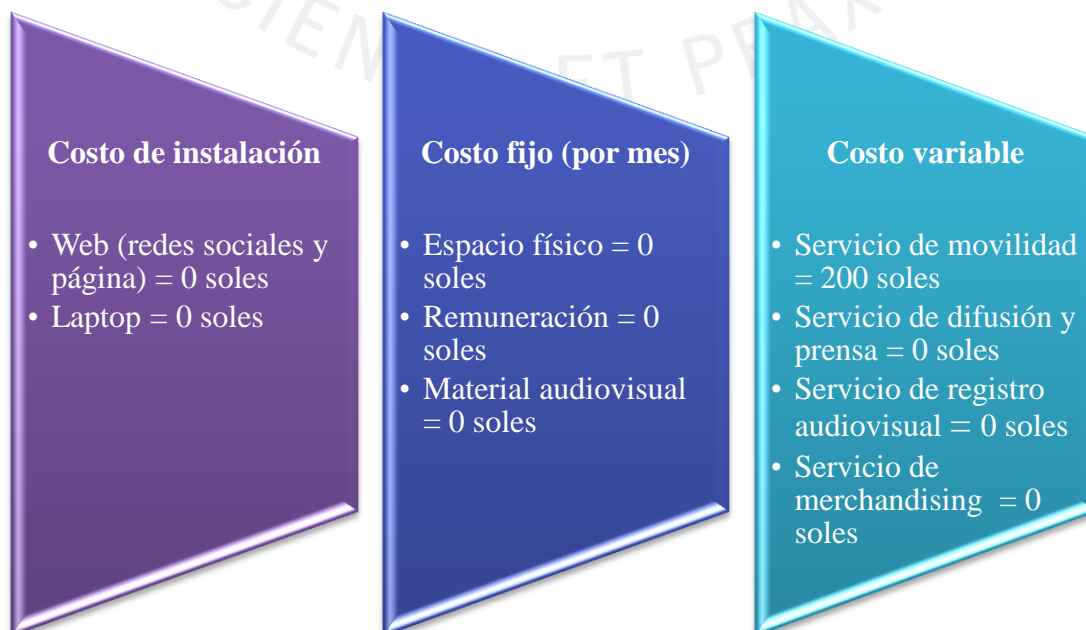 Costo de instalación
• Web (redes sociales y
página) = 0 soles
• Laptop = 0 soles
Costo fijo (por mes)
• Espacio físico = 0
soles
• Remuneración = 0
soles
• Material audiovisual
= 0 soles
Costo variable
• Servicio de movilidad
= 200 soles
• Servicio de difusión y
prensa = 0 soles
• Servicio de registro
audiovisual = 0 soles
• Servicio de
merchandising = 0
soles